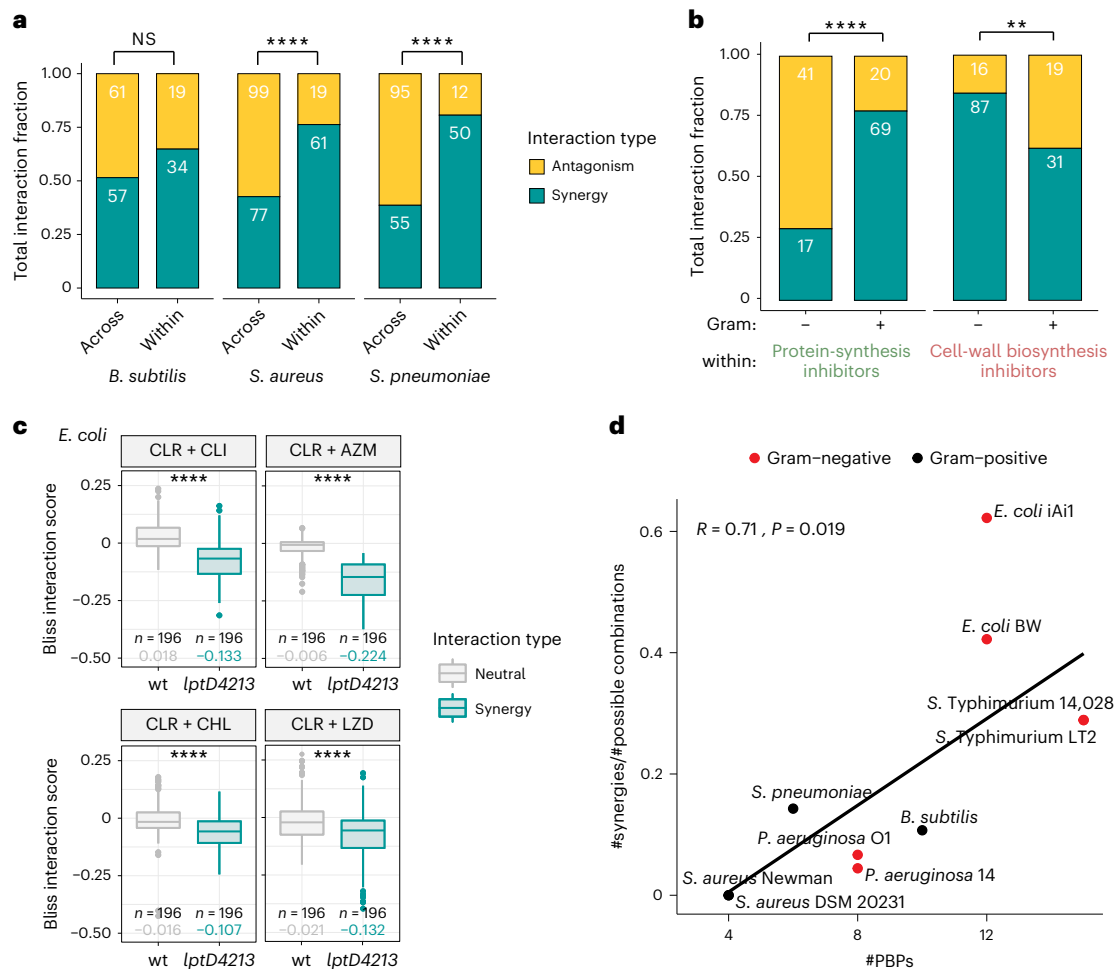 a
NS
****
****
1.00
0.75
0.50
0.25
0
Total interaction fraction
61
19
99
19
95
12
57
34
77
61
55
50
Across
Within
Across
Within
Across
Within
B. subtilis
S. aureus
S. pneumoniae
Interaction type
Antagonism
Synergy
b
****
**
1.00
0.75
0.50
0.25
0
Total interaction fraction
41
20
16
19
17
69
87
31
Gram:
−
+
−
+
within:
Protein-synthesis
inhibitors
Cell-wall biosynthesis
inhibitors
c
E. coli
CLR + CLI
CLR + AZM
****
****
0.25
0
−0.25
−0.50
Bliss interaction score
n = 196
n = 196
n = 196
n = 196
0.018
−0.133
−0.006
−0.224
wt
lptD4213
wt
lptD4213
CLR + CHL
CLR + LZD
****
****
0.25
0
−0.25
−0.50
Bliss interaction score
n = 196
n = 196
n = 196
n = 196
−0.016
−0.107
−0.021
−0.132
wt
lptD4213
wt
lptD4213
Interaction type
Neutral
Synergy
d
Gram-negative
Gram-positive
R = 0.71 , P = 0.019
0.6
0.4
0.2
0
#synergies/#possible combinations
E. coli iAi1
E. coli BW
S. Typhimurium 14,028
S. Typhimurium LT2
S. pneumoniae
B. subtilis
P. aeruginosa O1
P. aeruginosa 14
S. aureus Newman
S. aureus DSM 20231
4
8
12
#PBPs